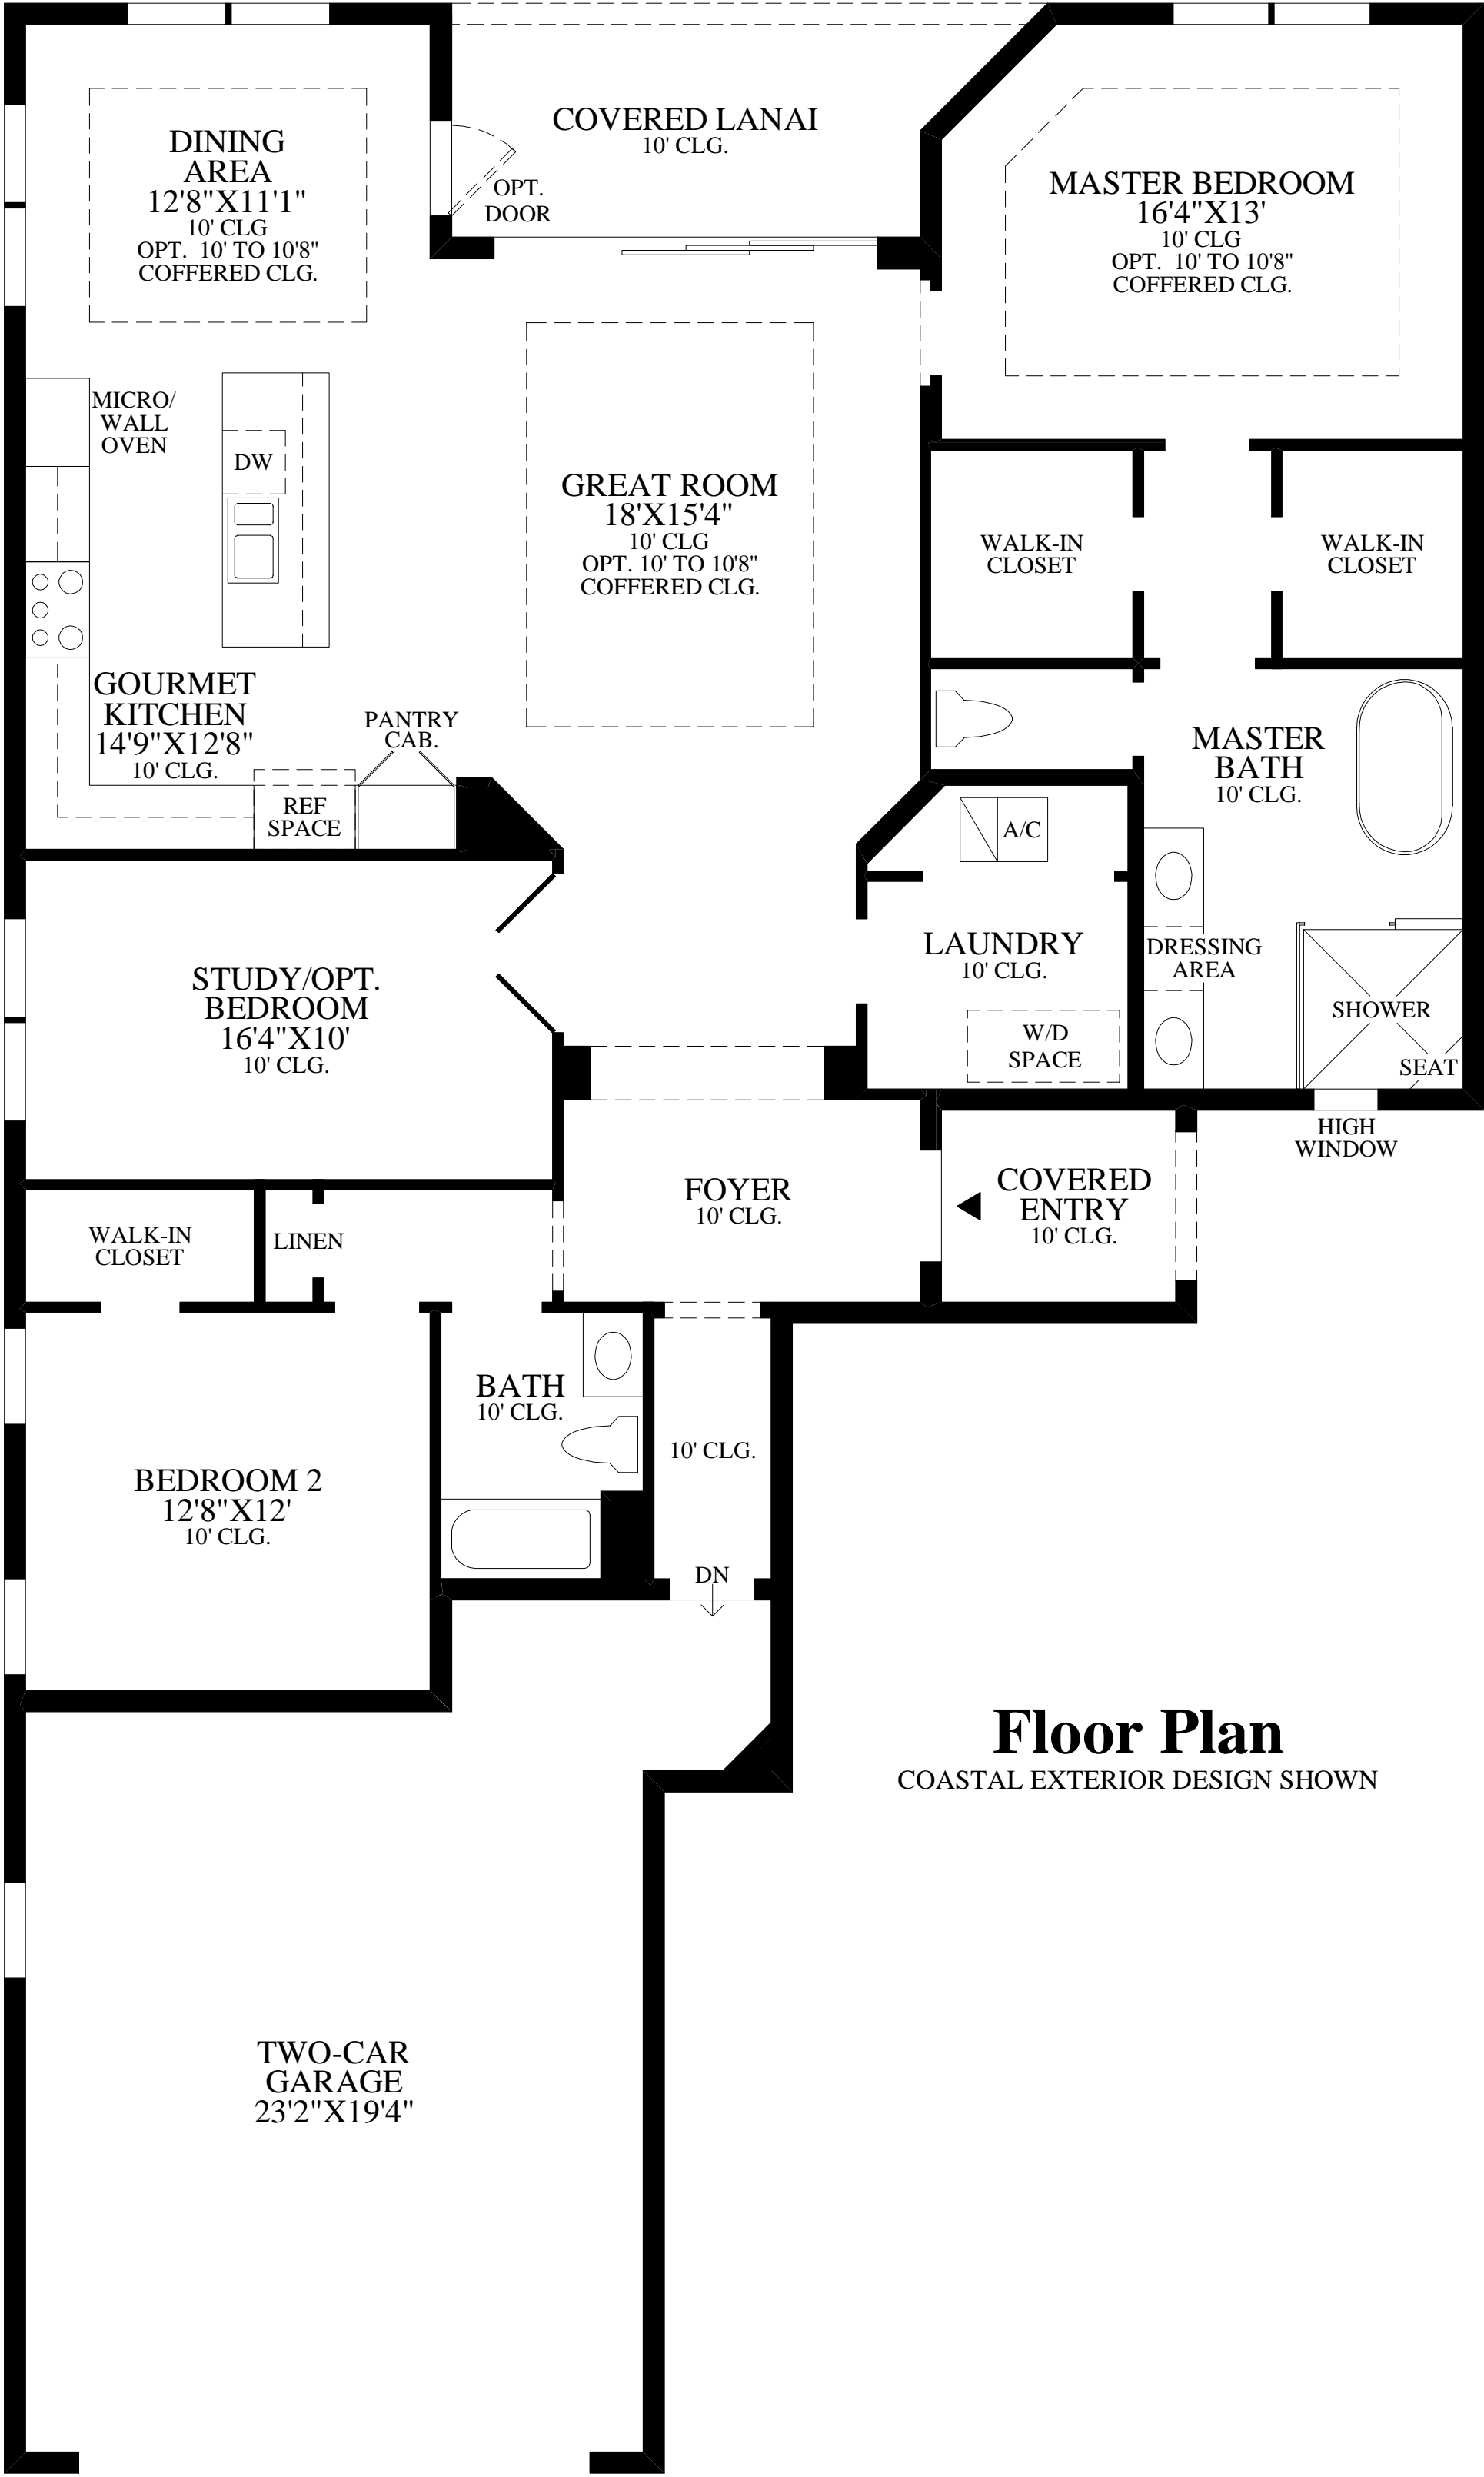 DINING
AREA
12'8"X11'1"
10' CLG
OPT. 10' TO 10'8"
COFFERED CLG.
COVERED LANAI
10' CLG.
OPT.
DOOR
MASTER BEDROOM
16'4"X13'
10' CLG
OPT. 10' TO 10'8"
COFFERED CLG.
MICRO/
WALL
OVEN
DW
GREAT ROOM
18'X15'4"
10' CLG
OPT. 10' TO 10'8"
COFFERED CLG.
WALK-IN
CLOSET
WALK-IN
CLOSET
GOURMET
KITCHEN
14'9"X12'8"
10' CLG.
PANTRY
CAB.
REF
SPACE
MASTER
BATH
10' CLG.
A/C
LAUNDRY
10' CLG.
W/D
SPACE
DRESSING
AREA
SHOWER
SEAT
HIGH
WINDOW
STUDY/OPT.
BEDROOM
16'4"X10'
10' CLG.
FOYER
10' CLG.
COVERED
ENTRY
10' CLG.
WALK-IN
CLOSET
LINEN
BATH
10' CLG.
10' CLG.
DN
BEDROOM 2
12'8"X12'
10' CLG.
Floor Plan
COASTAL EXTERIOR DESIGN SHOWN
TWO-CAR
GARAGE
23'2"X19'4"